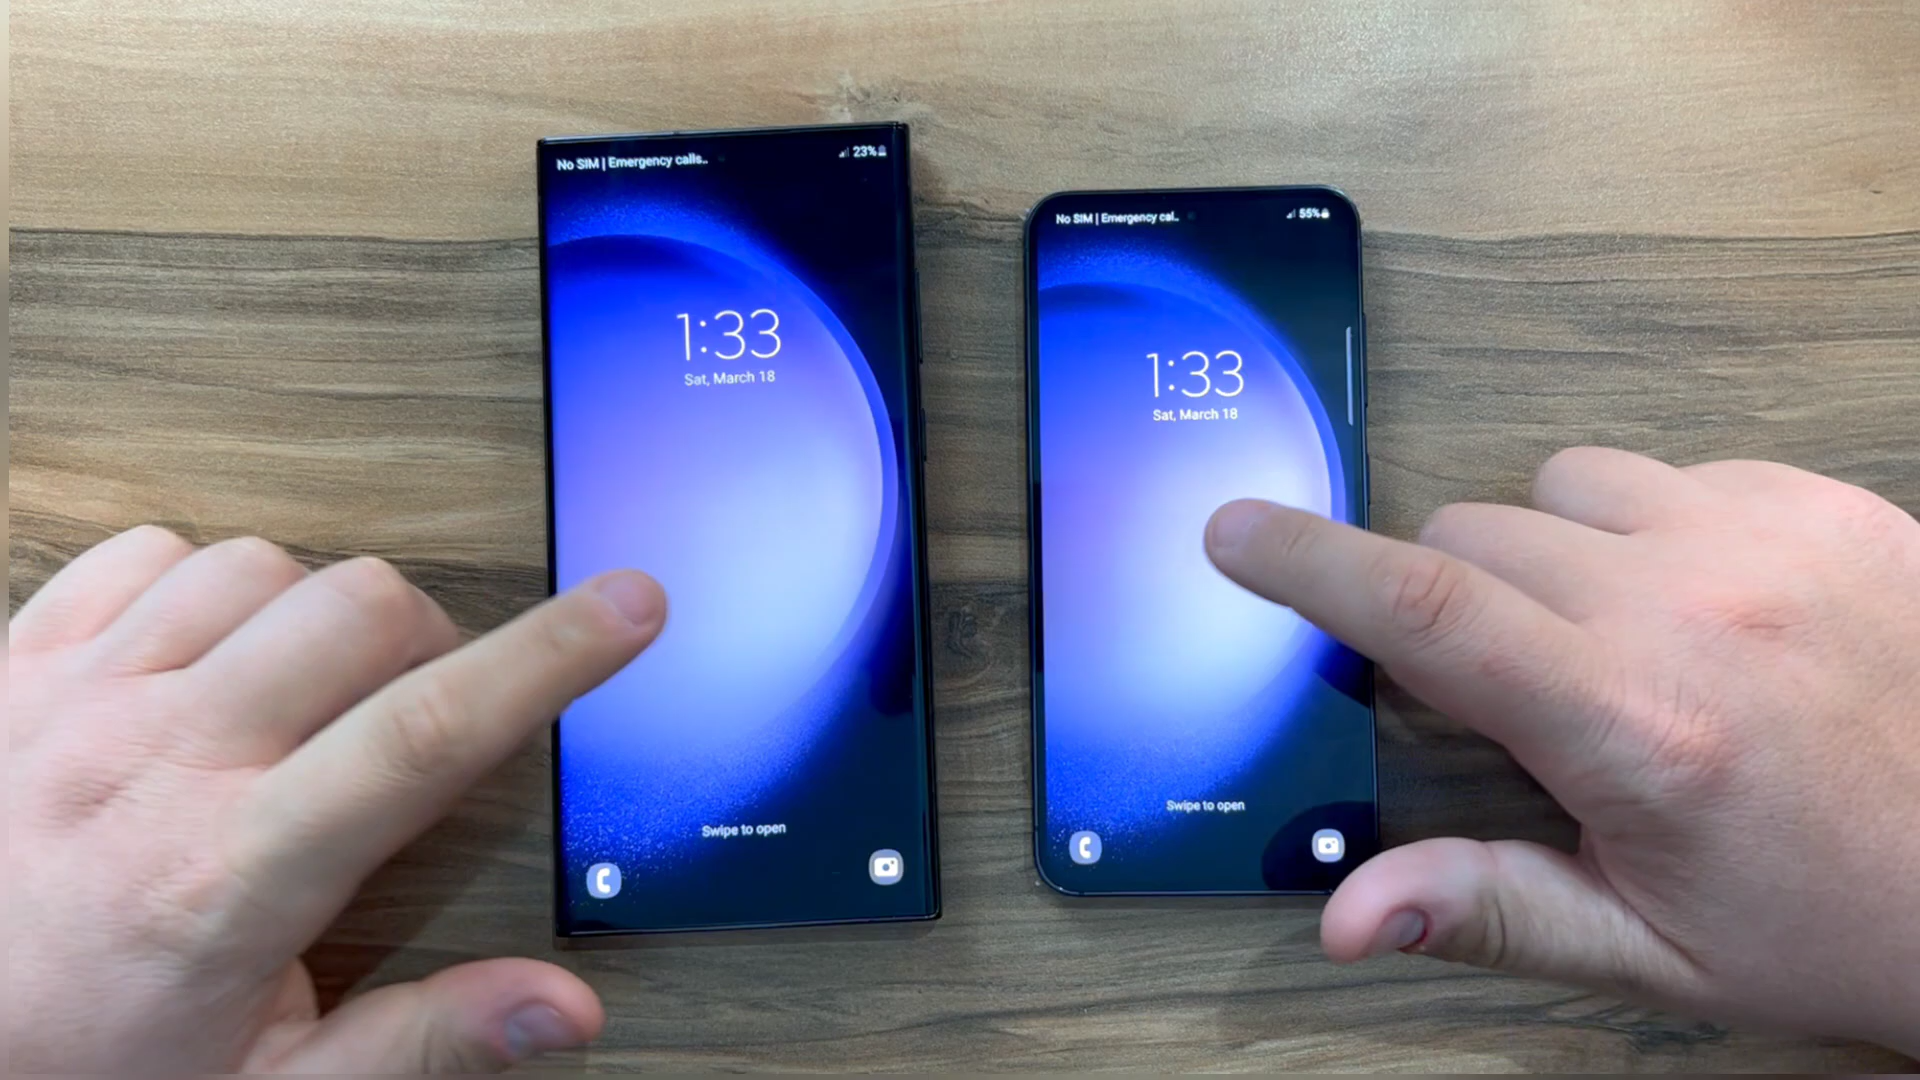 No SIM | Emergency calls..
23%
1:33
Sat, March 18
Swipe to open
No SIM | Emergency cal..
55%
1:33
Sat, March 18
Swipe to open